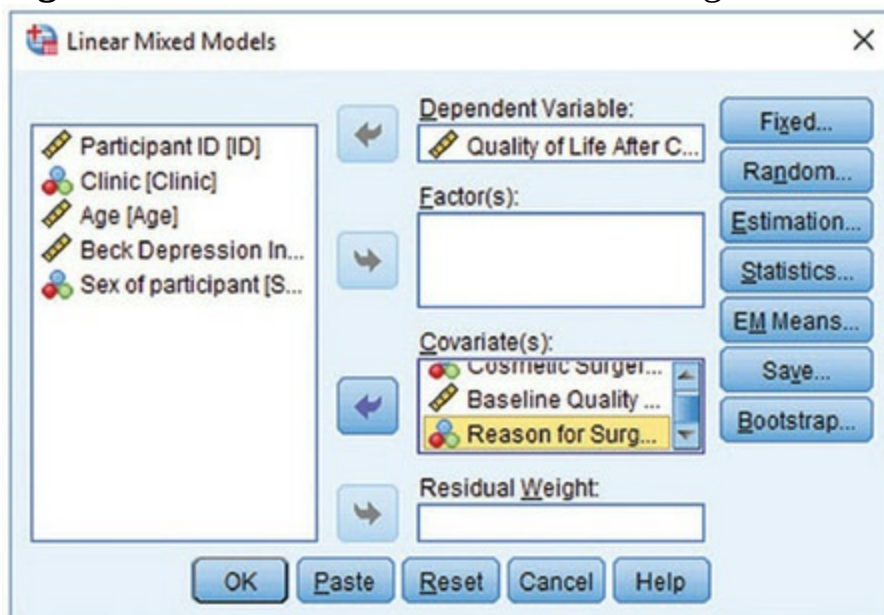 Linear Mixed Models
Participant ID [ID]
Clinic [Clinic]
Age [Age]
Beck Depression In...
Sex of participant [S...
Dependent Variable:
Quality of Life After C...
Factor(s):
Covariate(s):
Cosmetic Surger...
Baseline Quality ...
Reason for Surg...
Residual Weight:
Fixed...
Random...
Estimation...
Statistics...
EM Means...
Save...
Bootstrap...
OK
Paste
Reset
Cancel
Help